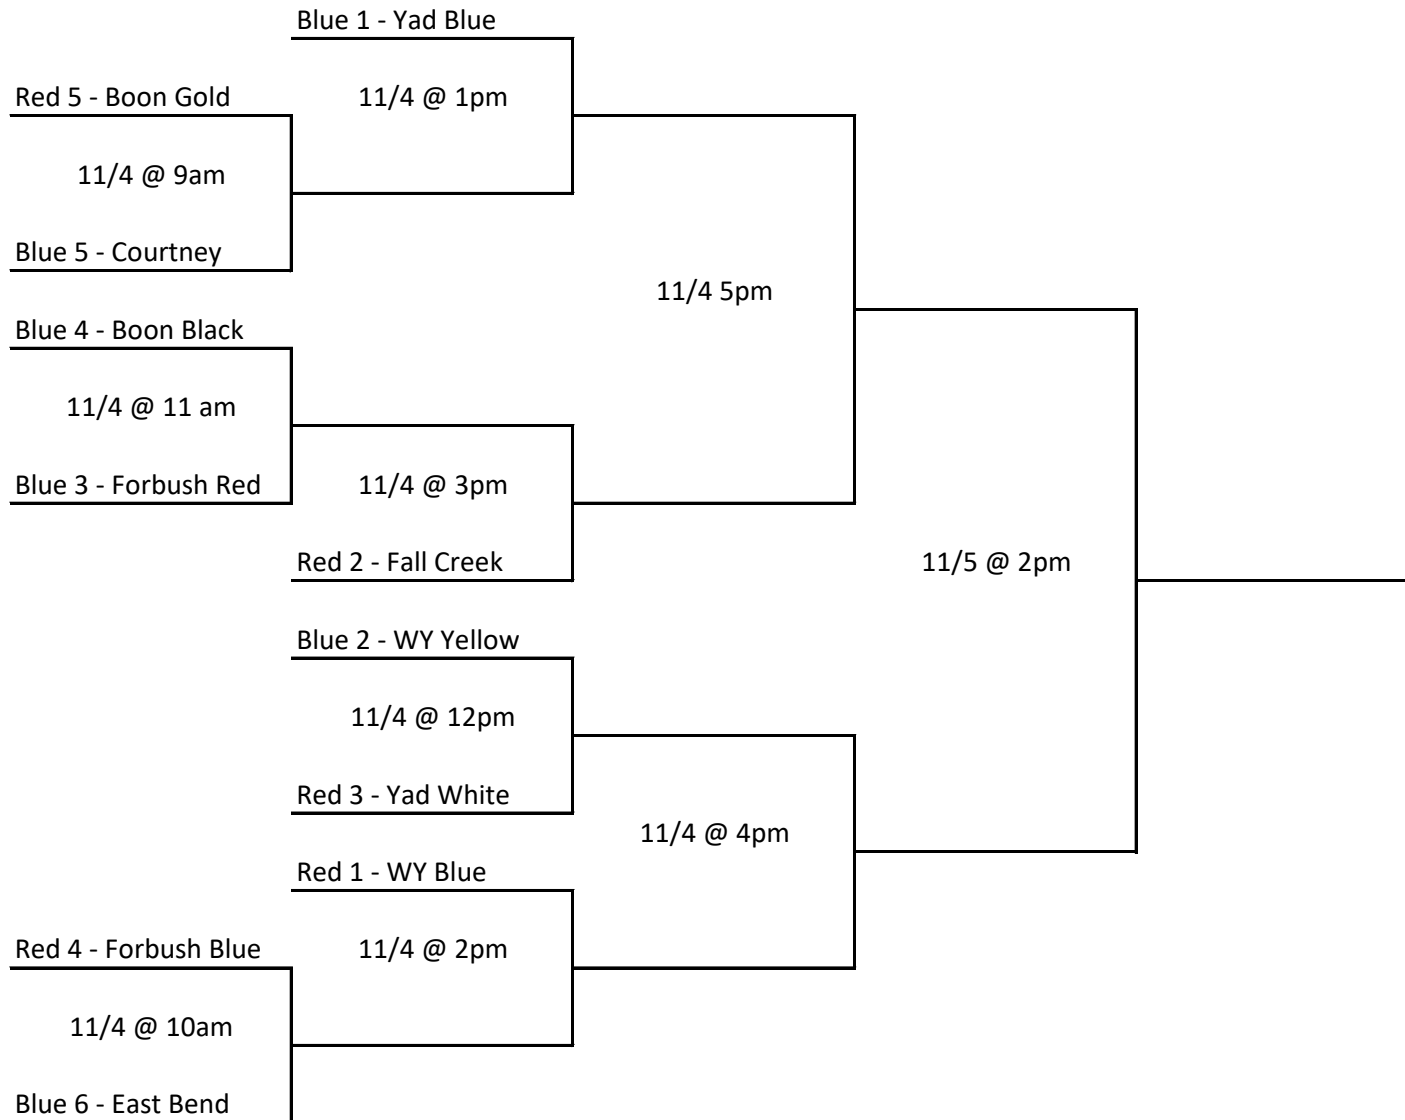 Blue 1 - Yad Blue
Red 5 - Boon Gold
11/4 @ 1pm
11/4 @ 9am
Blue 5 - Courtney
11/4 5pm
Blue 4 - Boon Black
11/4 @ 11 am
Blue 3 - Forbush Red
11/4 @ 3pm
Red 2 - Fall Creek
11/5 @ 2pm
Blue 2 - WY Yellow
11/4 @ 12pm
Red 3 - Yad White
11/4 @ 4pm
Red 1 - WY Blue
Red 4 - Forbush Blue
11/4 @ 2pm
11/4 @ 10am
Blue 6 - East Bend